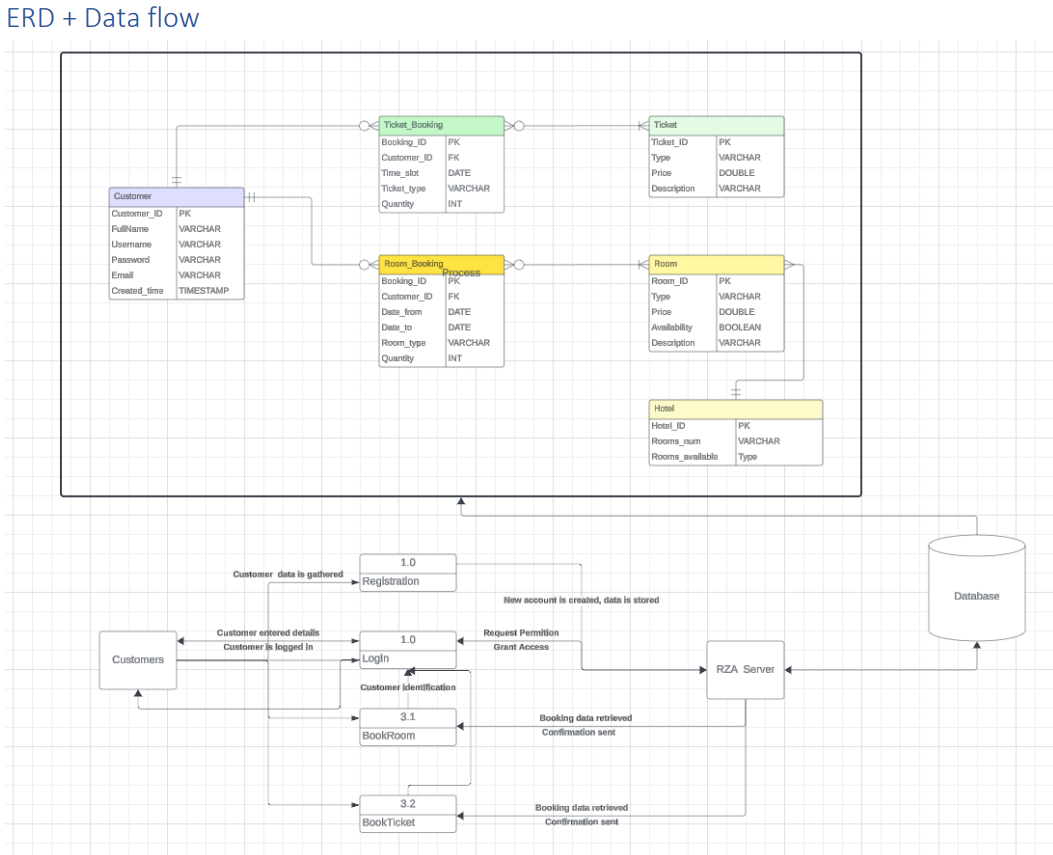 ERD + Data flow
Ticket_Booking
Booking_ID PK
Customer_ID FK
Time_slot DATE
Ticket_type VARCHAR
Quantity INT
Ticket
Ticket_ID PK
Type VARCHAR
Price DOUBLE
Description VARCHAR
Customer
Customer_ID PK
FullName VARCHAR
Username VARCHAR
Password VARCHAR
Email VARCHAR
Created_time TIMESTAMP
Room_Booking
Process
Booking_ID PK
Customer_ID FK
Date_from DATE
Date_to DATE
Room_type VARCHAR
Quantity INT
Room
Room_ID PK
Type VARCHAR
Price DOUBLE
Availability BOOLEAN
Description VARCHAR
Hotel
Hotel_ID PK
Rooms_num VARCHAR
Rooms_available Type
1.0
Registration
Customer data is gathered
New account is created, data is stored
Database
Customers
Customer entered details
Customer is logged in
1.0
LogIn
Request Permition
Grant Access
RZA Server
Customer identification
3.1
BookRoom
Booking data retrieved
Confirmation sent
3.2
BookTicket
Booking data retrieved
Confirmation sent